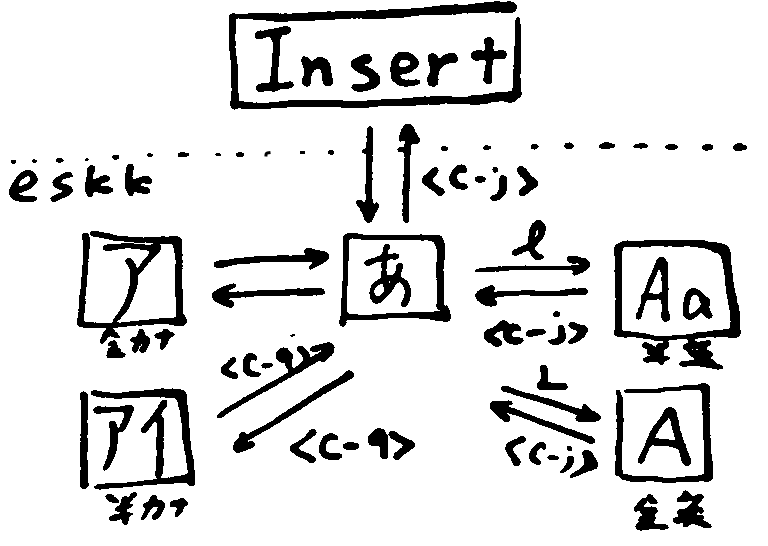 Insert
<C-j>
eskk
ア
全カナ
あ
l
<C-j>
Aa
半英
<C-q>
<C-q>
アイ
半カナ
L
<C-j>
A
全英